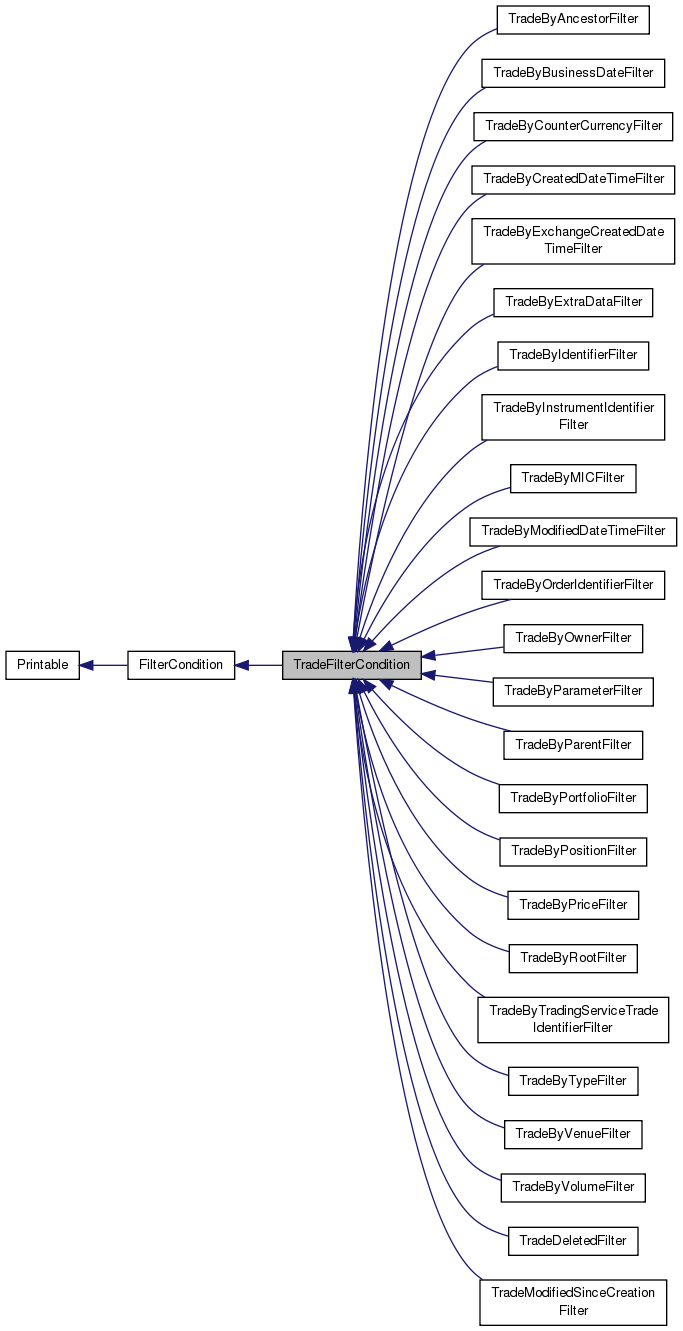 TradeByAncestorFilter
TradeByBusinessDateFilter
TradeByCounterCurrencyFilter
TradeByCreatedDateTimeFilter
TradeByExchangeCreatedDate
TimeFilter
TradeByExtraDataFilter
TradeByIdentifierFilter
TradeByInstrumentIdentifier
Filter
TradeByMICFilter
TradeByModifiedDateTimeFilter
TradeByOrderIdentifierFilter
TradeByOwnerFilter
Printable
FilterCondition
TradeFilterCondition
TradeByParameterFilter
TradeByParentFilter
TradeByPortfolioFilter
TradeByPositionFilter
TradeByPriceFilter
TradeByRootFilter
TradeByTradingServiceTrade
IdentifierFilter
TradeByTypeFilter
TradeByVenueFilter
TradeByVolumeFilter
TradeDeletedFilter
TradeModifiedSinceCreation
Filter